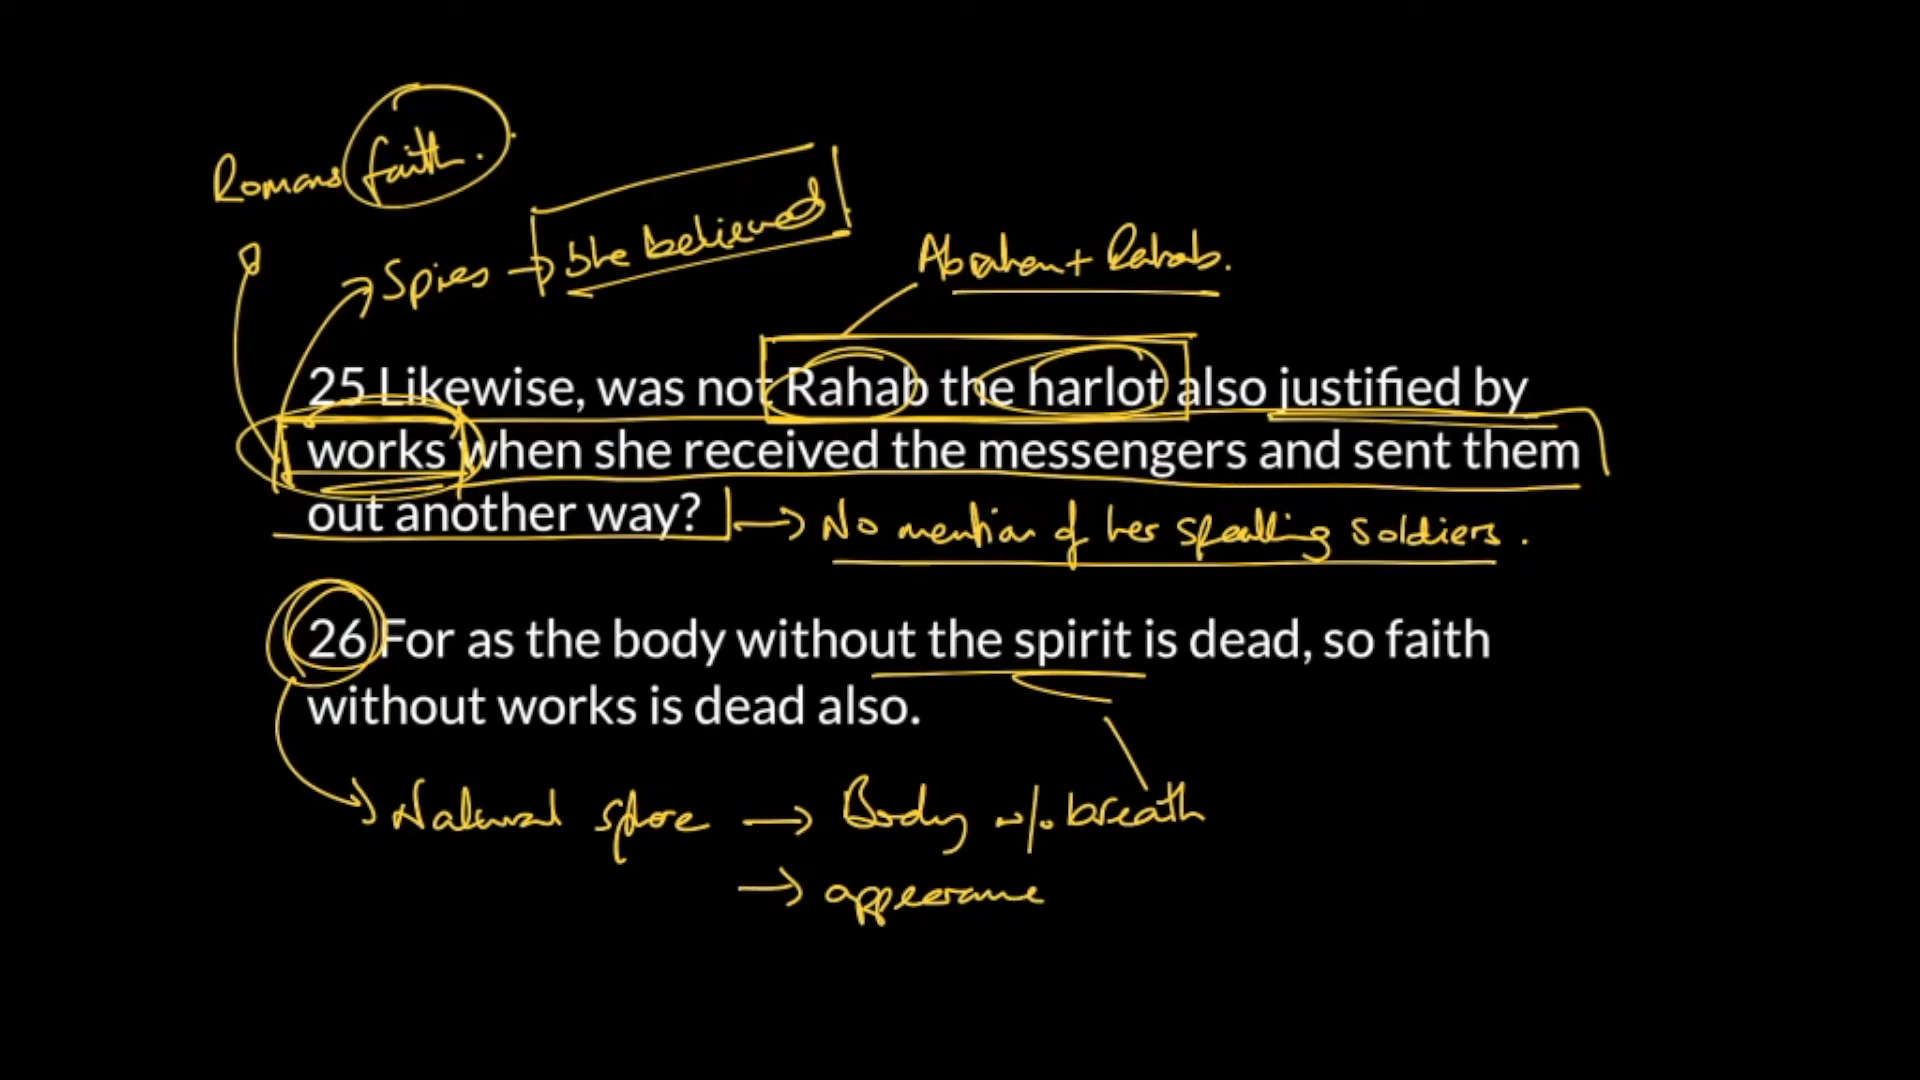 Romans faith.
Spies → She believed
Abraham + Rahab.
25 Likewise, was not Rahab the harlot also justified by
works when she received the messengers and sent them
out another way? → No mention of her speaking soldiers.
26 For as the body without the spirit is dead, so faith
without works is dead also.
→ Natural → Body w/o breath
→ appearance